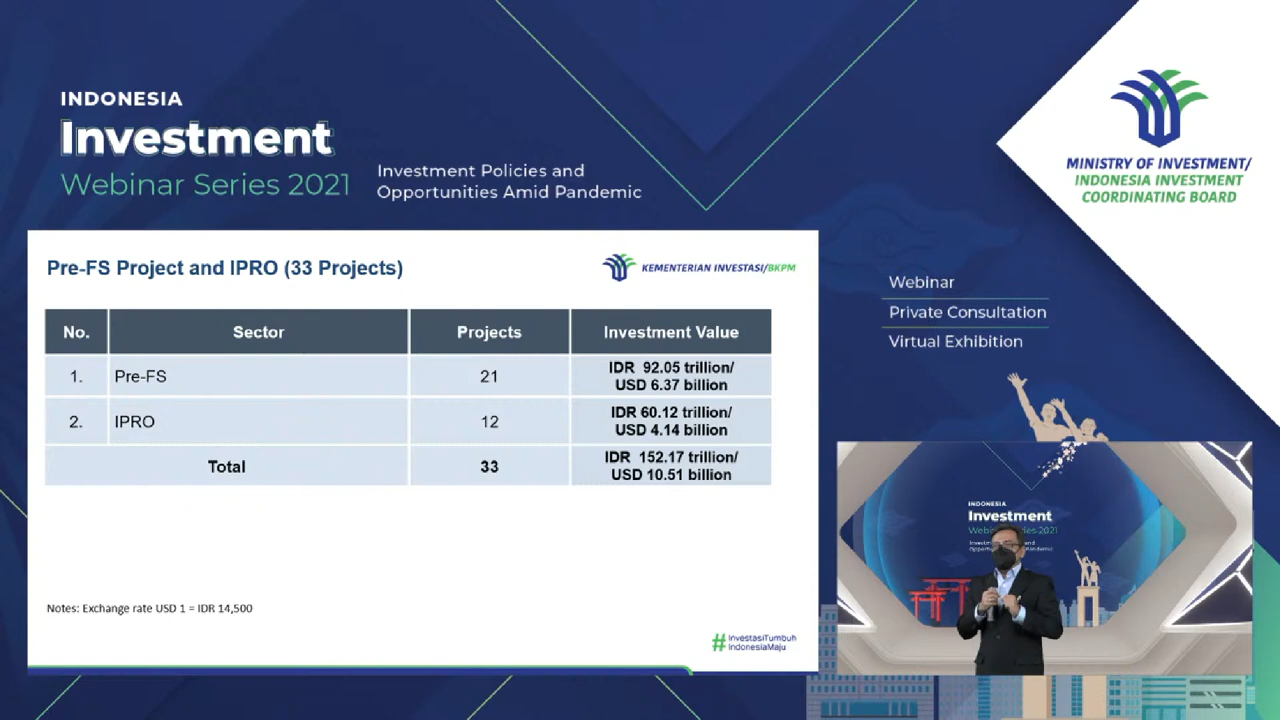 INDONESIA
Investment
Webinar Series 2021
Investment Policies and
Opportunities Amid Pandemic
MINISTRY OF INVESTMENT/
INDONESIA INVESTMENT
COORDINATING BOARD
Pre-FS Project and IPRO (33 Projects)
KEMENTERIAN INVESTASI/BKPM
No. Sector Projects Investment Value
1. Pre-FS 21 IDR 92.05 trillion/
USD 6.37 billion
2. IPRO 12 IDR 60.12 trillion/
USD 4.14 billion
Total 33 IDR 152.17 trillion/
USD 10.51 billion
Notes: Exchange rate USD 1 = IDR 14,500
#InvestasiTumbuh
IndonesiaMaju
Webinar
Private Consultation
Virtual Exhibition
INDONESIA
Investment
2021